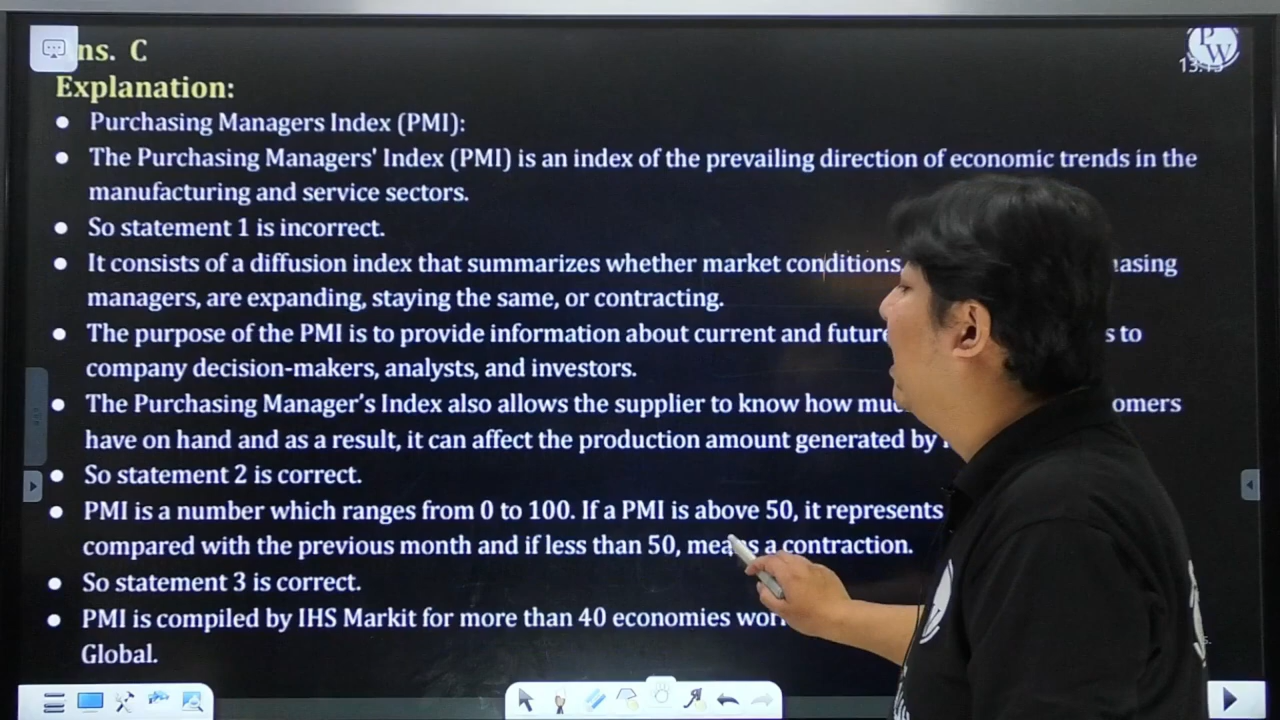 ns. C
Explanation:
PW
13:1
• Purchasing Managers Index (PMI):
• The Purchasing Managers' Index (PMI) is an index of the prevailing direction of economic trends in the
manufacturing and service sectors.
• So statement 1 is incorrect.
• It consists of a diffusion index that summarizes whether market conditions
managers, are expanding, staying the same, or contracting.
• The purpose of the PMI is to provide information about current and future to
company decision-makers, analysts, and investors.
• The Purchasing Manager's Index also allows the supplier to know how
have on hand and as a result, it can affect the production amount generated by
• So statement 2 is correct.
• PMI is a number which ranges from 0 to 100. If a PMI is above 50, it represents
compared with the previous month and if less than 50, means a contraction.
• So statement 3 is correct.
• PMI is compiled by IHS Markit for more than 40 economies
Global.